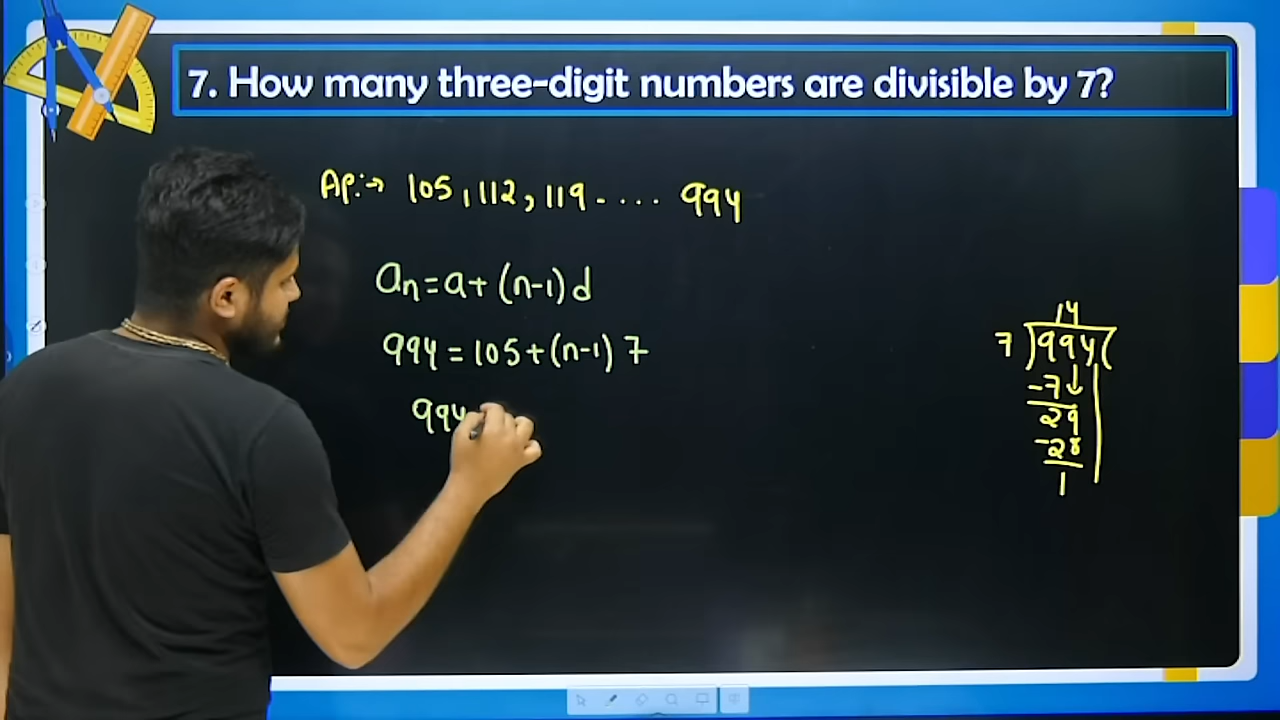 7. How many three-digit numbers are divisible by 7?
AP:→ 105, 112, 119 - .... 994
an = a + (n-1) d
994 = 105 + (n-1) 7
994
14
7 ) 994 (
-7↓
29
-28
1